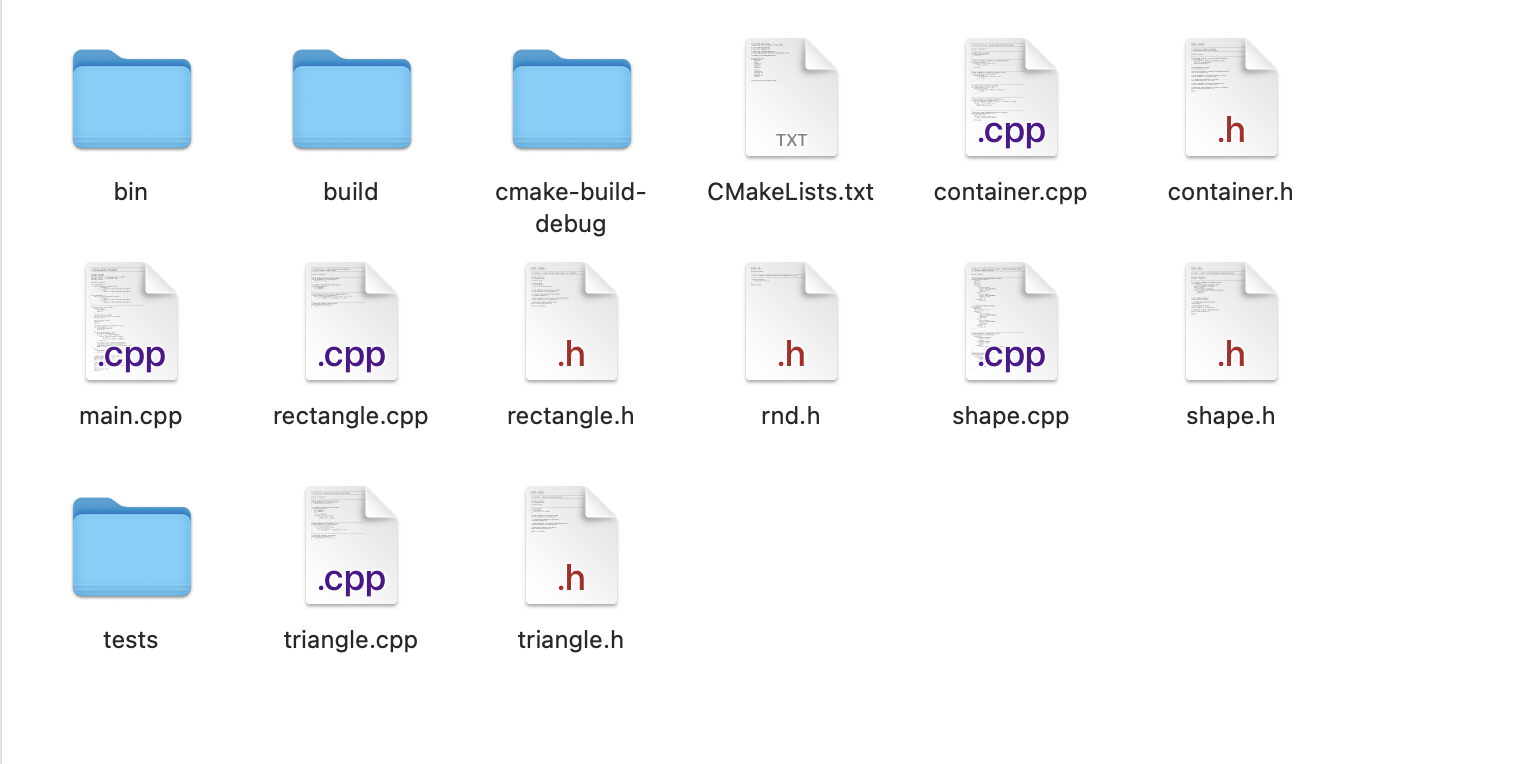 TXT
.cpp
.h
bin
build
cmake-build-
debug
CMakeLists.txt
container.cpp
container.h
.cpp
.cpp
.h
.h
.cpp
.h
main.cpp
rectangle.cpp
rectangle.h
rnd.h
shape.cpp
shape.h
.cpp
.h
tests
triangle.cpp
triangle.h